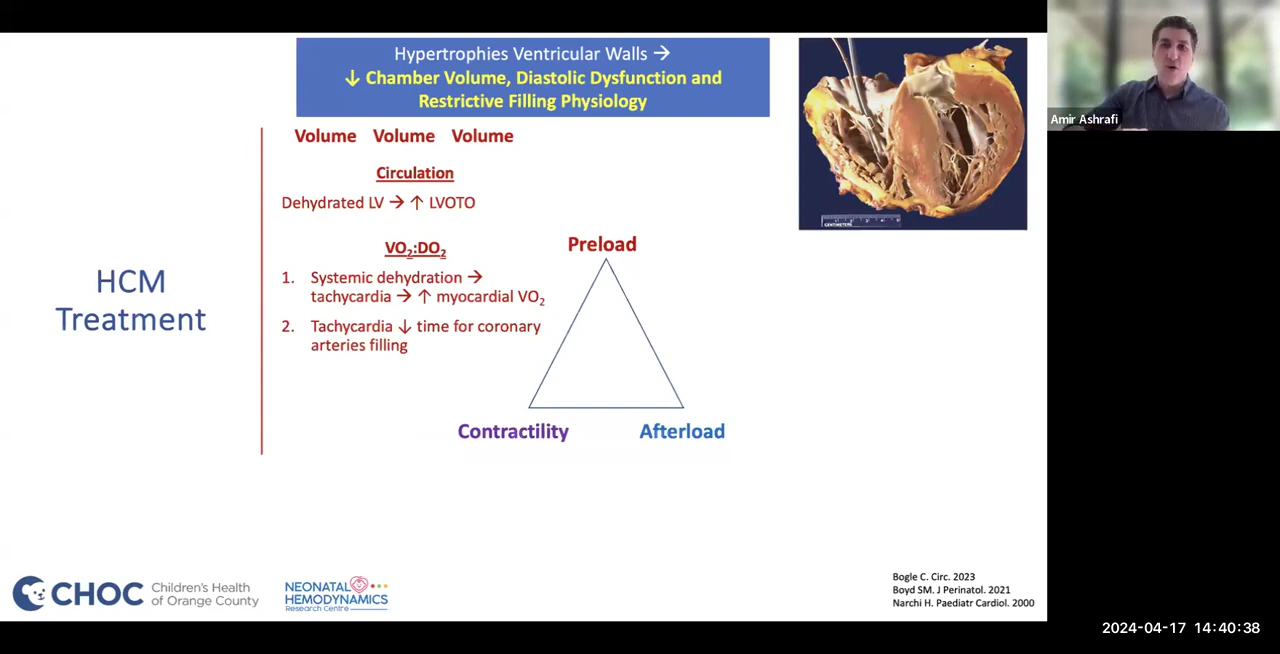 Hypertrophies Ventricular Walls →
↓ Chamber Volume, Diastolic Dysfunction and
Restrictive Filling Physiology
Amir Ashrafi
Volume Volume Volume
Circulation
Dehydrated LV → ↑ LVOTO
VO2:DO2
1. Systemic dehydration →
tachycardia → ↑ myocardial VO2
2. Tachycardia ↓ time for coronary
arteries filling
HCM
Treatment
Preload
Contractility
Afterload
CENTIMETERS
CHOC
Children's Health
of Orange County
NEONATAL
HEMODYNAMICS
Research Centre
Bogle C. Circ. 2023
Boyd SM. J Perinatol. 2021
Narchi H. Paediatr Cardiol. 2000
2024-04-17 14:40:38